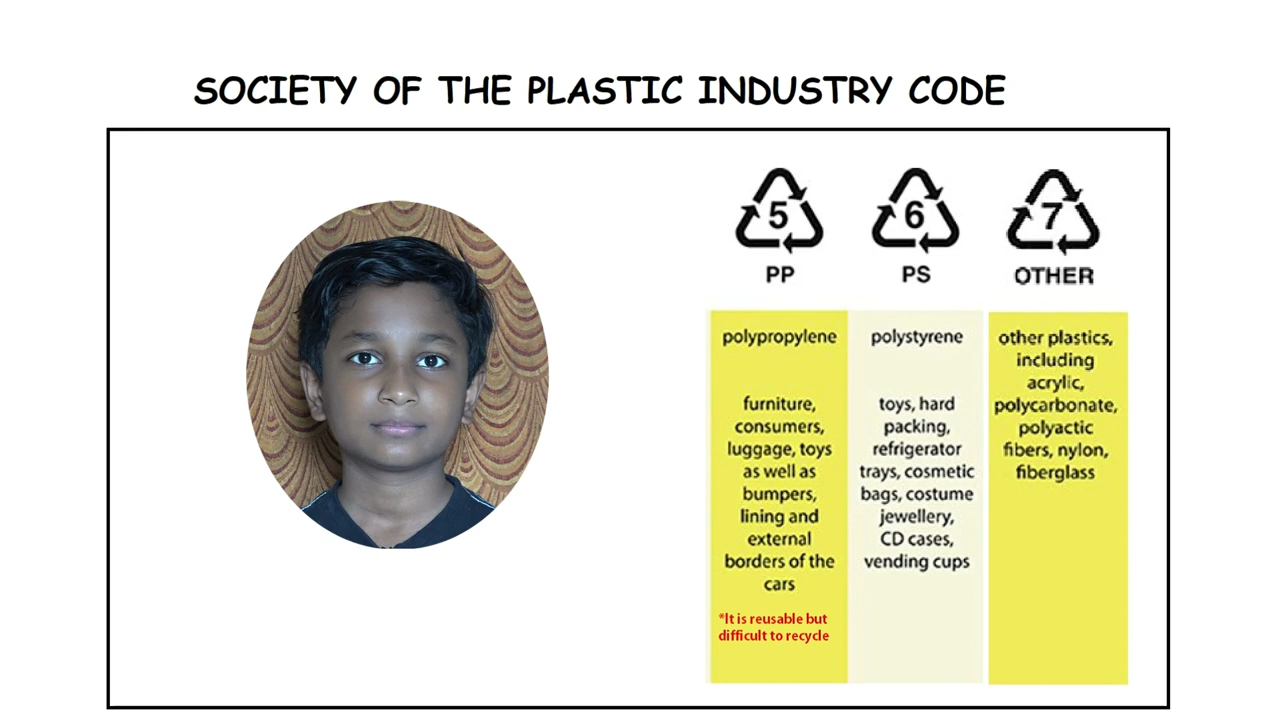 SOCIETY OF THE PLASTIC INDUSTRY CODE
5
PP
polypropylene
furniture,
consumers,
luggage, toys
as well as
bumpers,
lining and
external
borders of the
cars
*It is reusable but
difficult to recycle
6
PS
polystyrene
toys, hard
packing,
refrigerator
trays, cosmetic
bags, costume
jewellery,
CD cases,
vending cups
7
OTHER
other plastics,
including
acrylic,
polycarbonate,
polyactic
fibers, nylon,
fiberglass